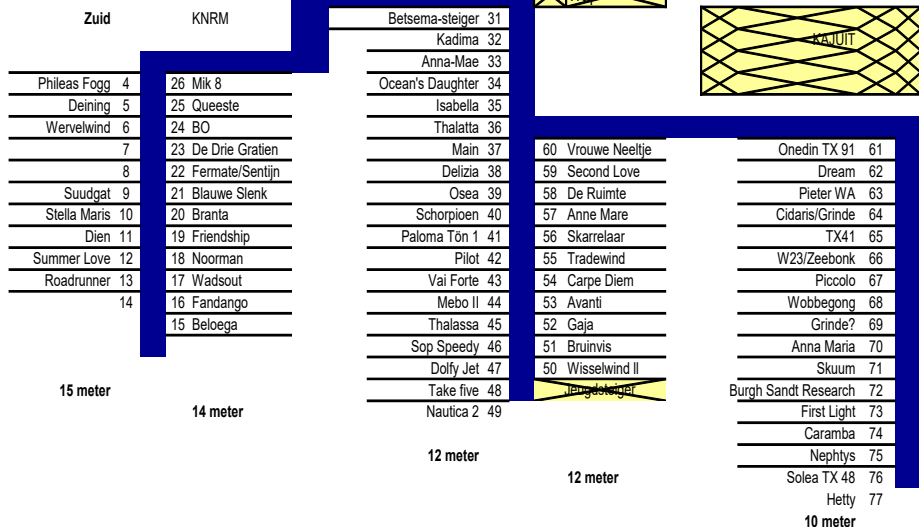 Zuid
KNRM
KAJUIT
Phileas Fogg 4
Deining 5
Wervelwind 6
7
8
Suudgat 9
Stella Maris 10
Dien 11
Summer Love 12
Roadrunner 13
14
15 meter
26 Mik 8
25 Queeste
24 BO
23 De Drie Gratien
22 Fermate/Sentijn
21 Blauwe Slenk
20 Branta
19 Friendship
18 Noorman
17 Wadsout
16 Fandango
15 Beloega
14 meter
Betsema-steiger 31
Kadima 32
Anna-Mae 33
Ocean's Daughter 34
Isabella 35
Thalatta 36
Main 37
Delizia 38
Osea 39
Schorpioen 40
Paloma Tön 1 41
Pilot 42
Vai Forte 43
Mebo II 44
Thalassa 45
Sop Speedy 46
Dolfy Jet 47
Take five 48
Nautica 2 49
12 meter
60 Vrouwe Neeltje
59 Second Love
58 De Ruimte
57 Anne Mare
56 Skarrelaar
55 Tradewind
54 Carpe Diem
53 Avanti
52 Gaja
51 Bruinvis
50 Wisselwind II
Jeugdsteiger
12 meter
Onedin TX 91 61
Dream 62
Pieter WA 63
Cidaris/Grinde 64
TX41 65
W23/Zeebonk 66
Piccolo 67
Wobbegong 68
Grinde? 69
Anna Maria 70
Skuum 71
Burgh Sandt Research 72
First Light 73
Caramba 74
Nephtys 75
Solea TX 48 76
Hetty 77
10 meter